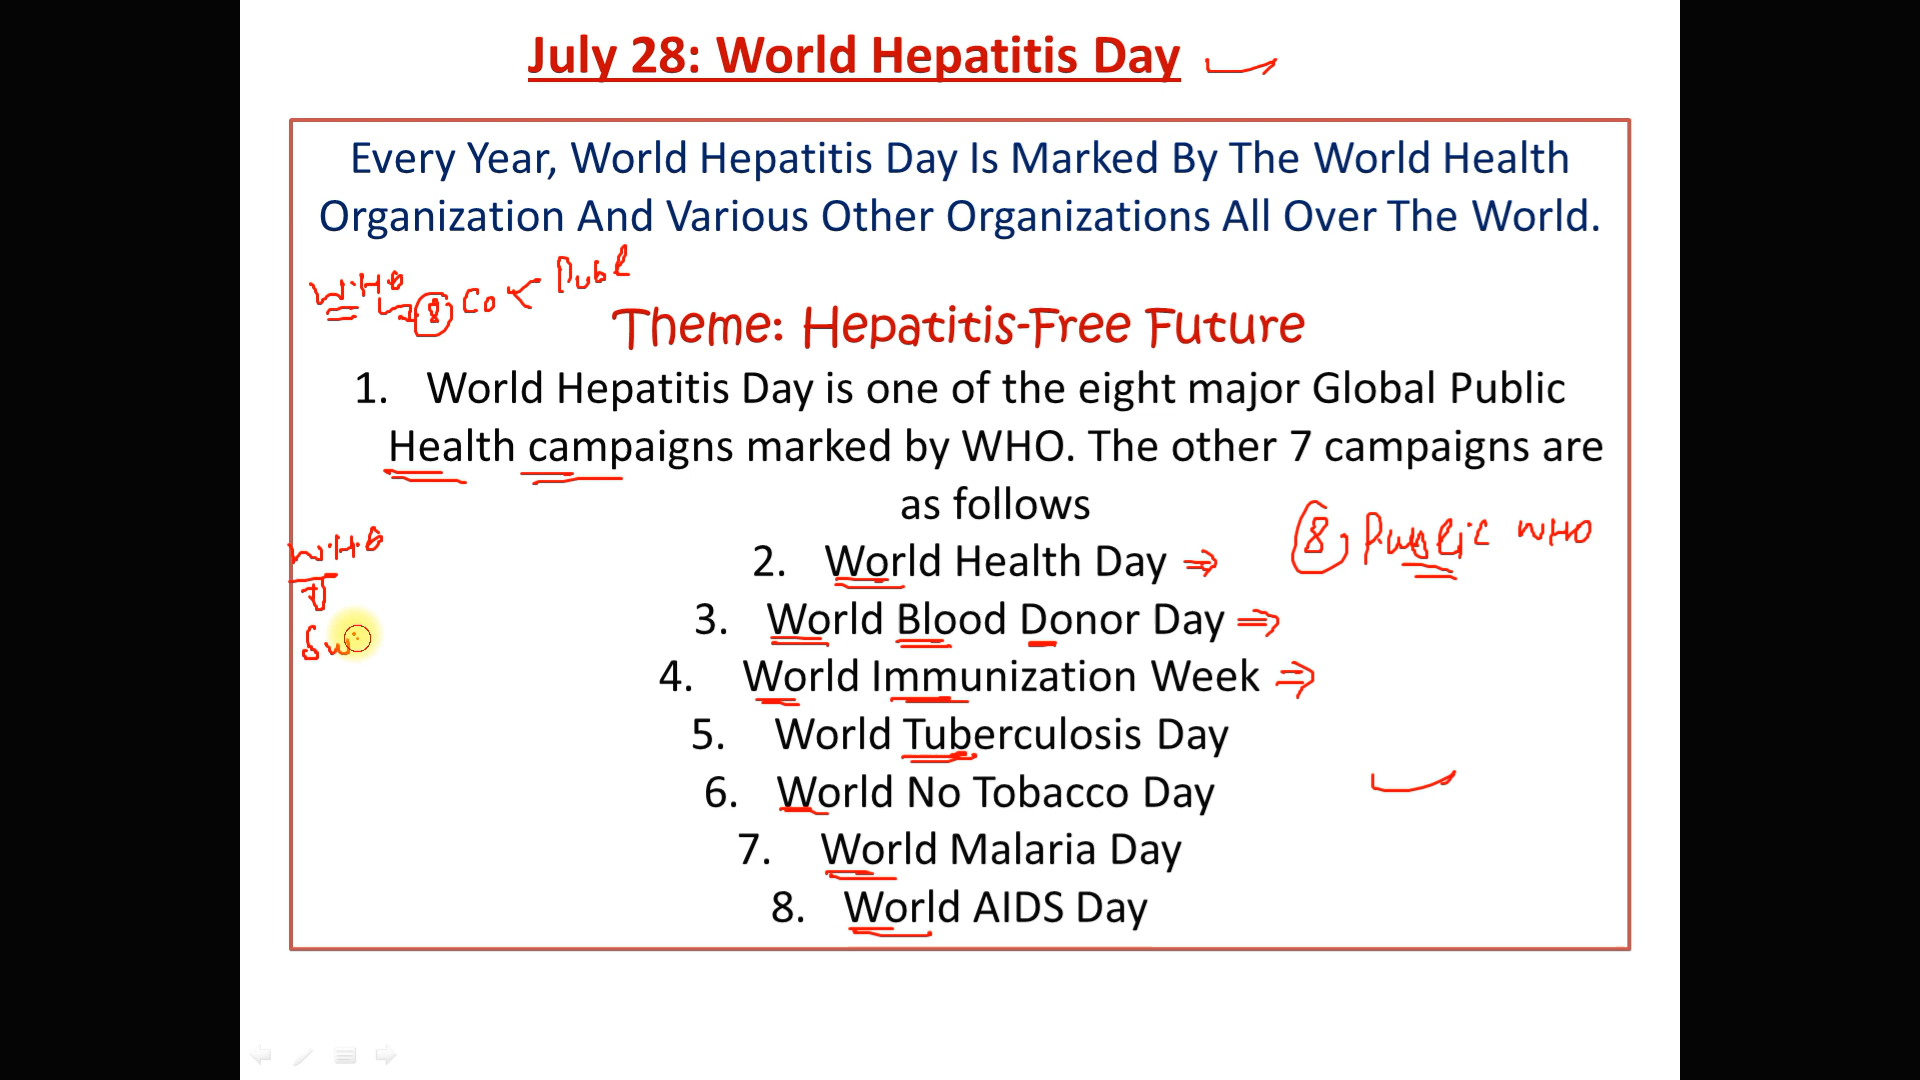 July 28: World Hepatitis Day
Every Year, World Hepatitis Day Is Marked By The World Health
Organization And Various Other Organizations All Over The World.
W.H.O 8 Co < Publ
Theme: Hepatitis-Free Future
1. World Hepatitis Day is one of the eight major Global Public
Health campaigns marked by WHO. The other 7 campaigns are
as follows
8, Public WHO
W.H.O
2. World Health Day ⇒
3. World Blood Donor Day ⇒
Sw
4. World Immunization Week ⇒
5. World Tuberculosis Day
6. World No Tobacco Day
7. World Malaria Day
8. World AIDS Day